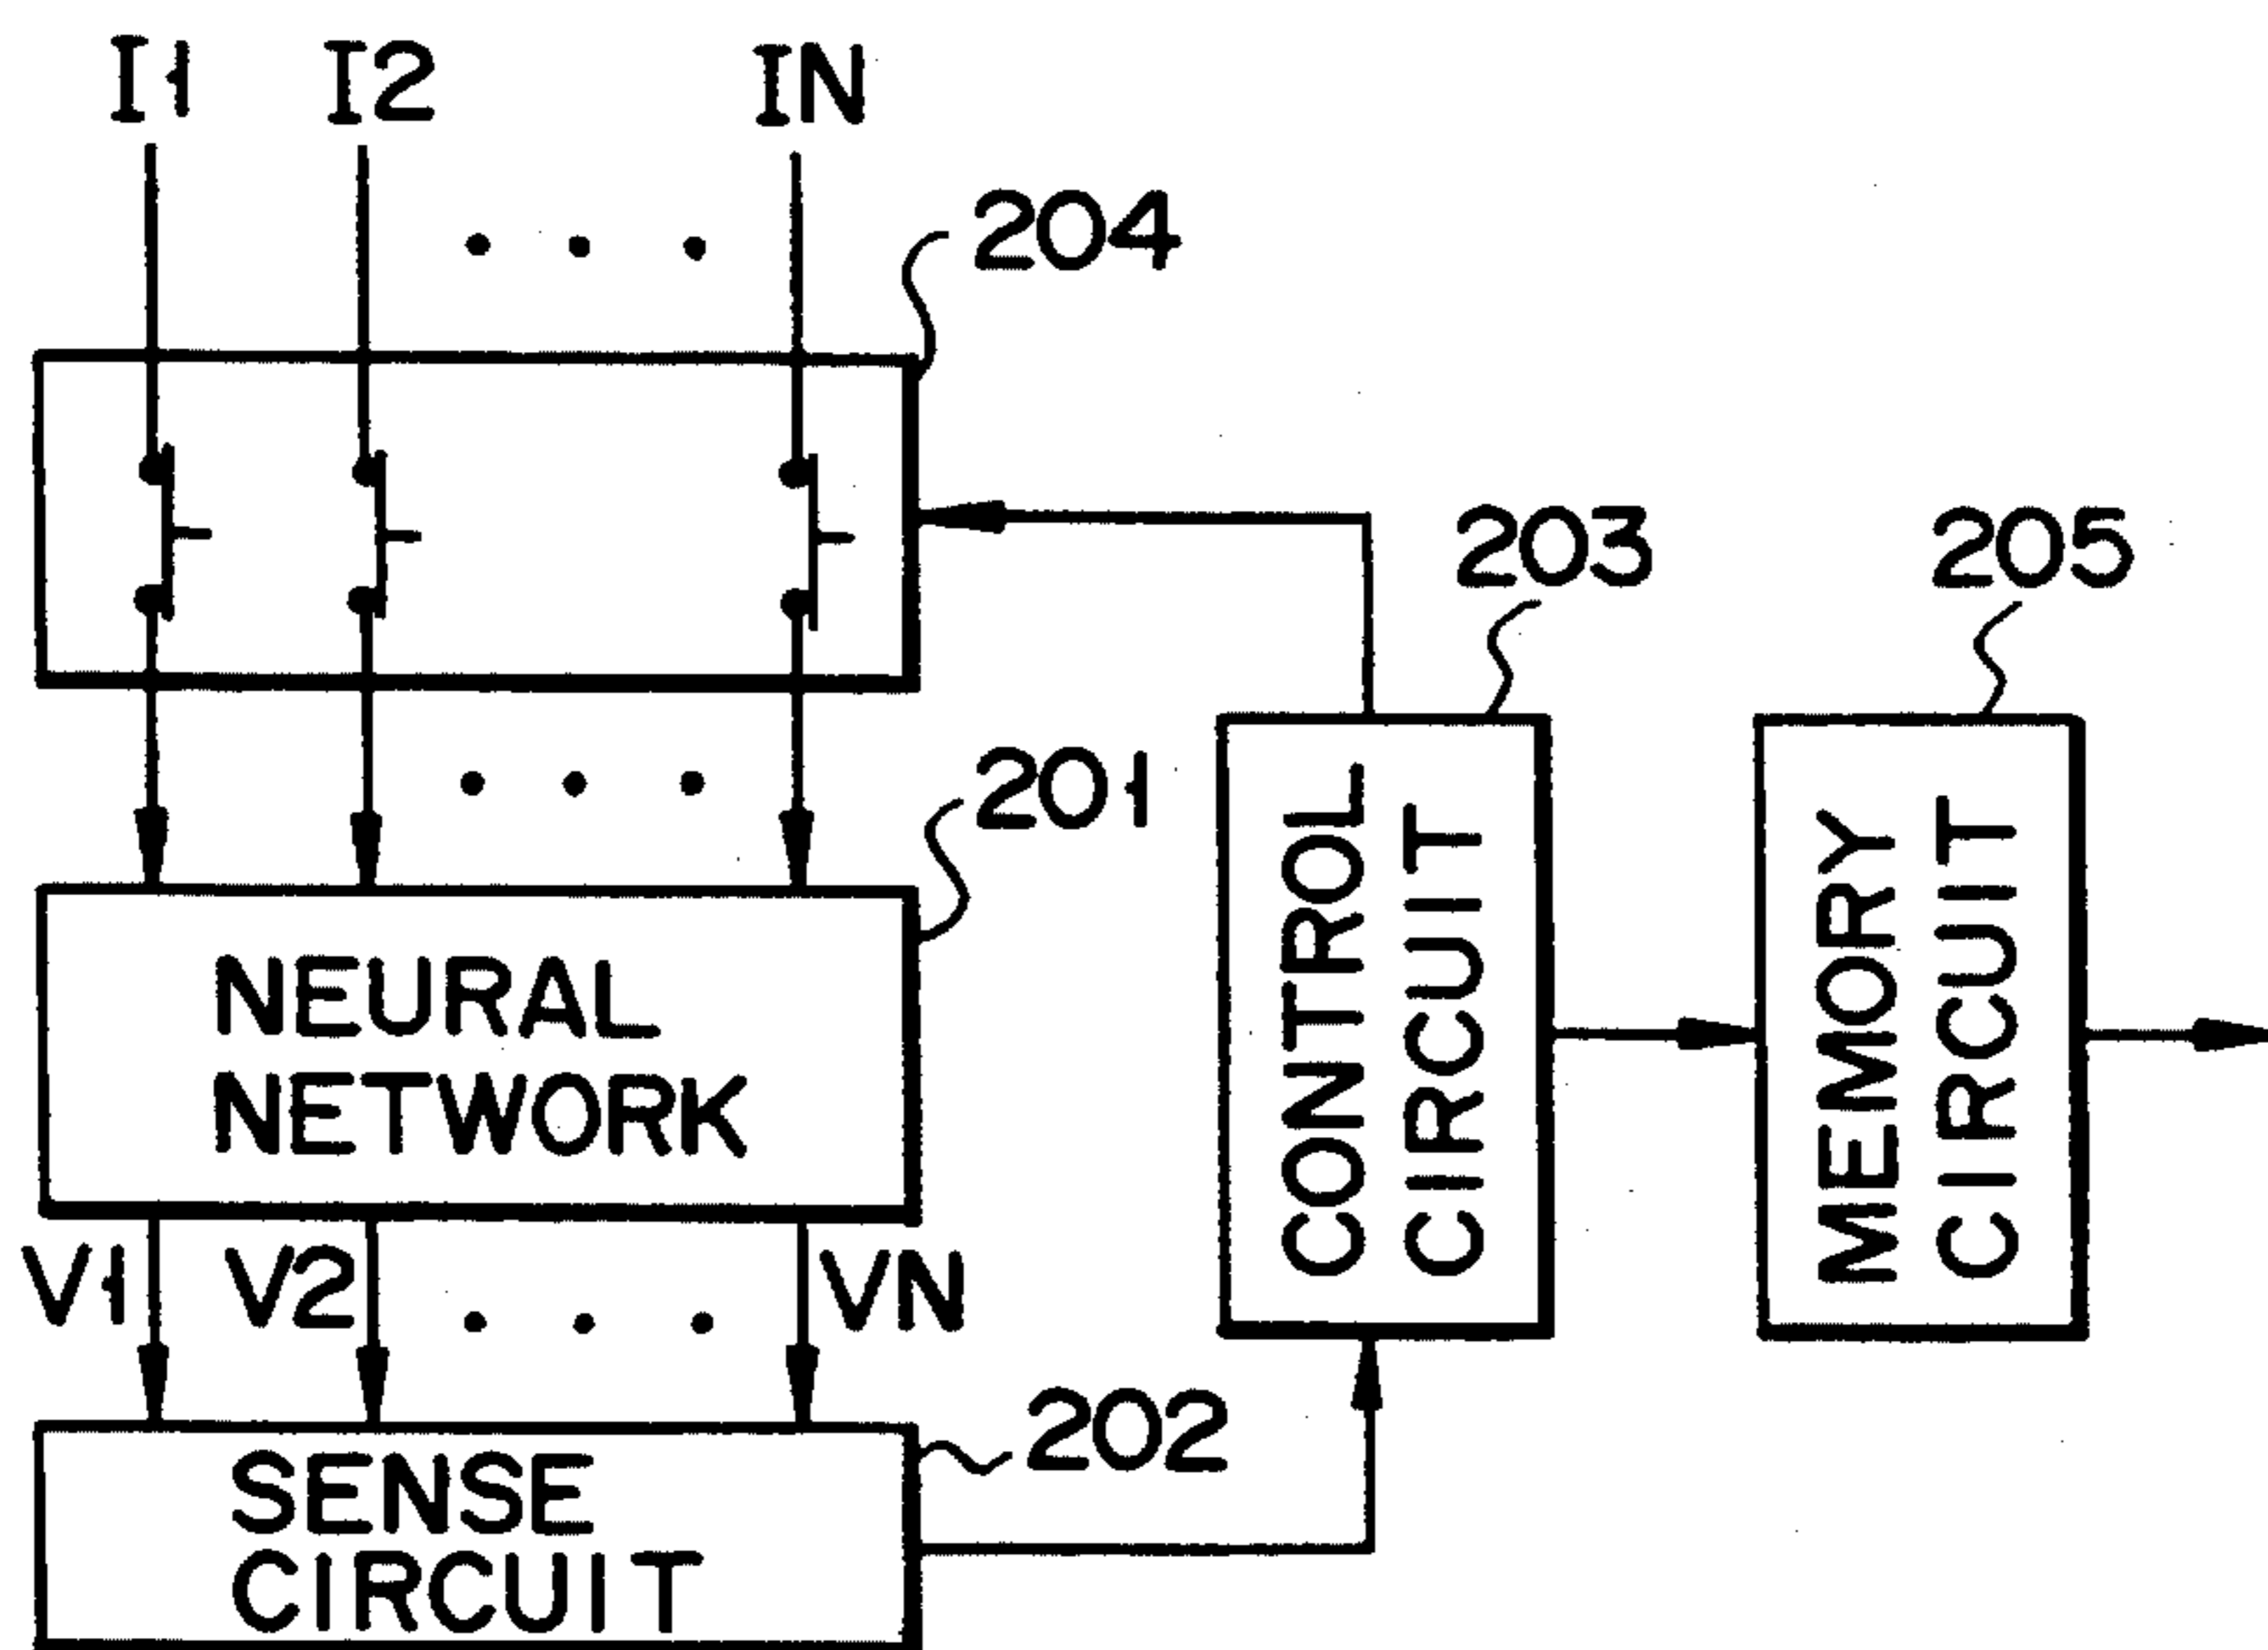 I1 I2 IN
204
203 205
201
NEURAL
NETWORK
CONTROL
CIRCUIT
MEMORY
CIRCUIT
V1 V2 VN
202
SENSE
CIRCUIT